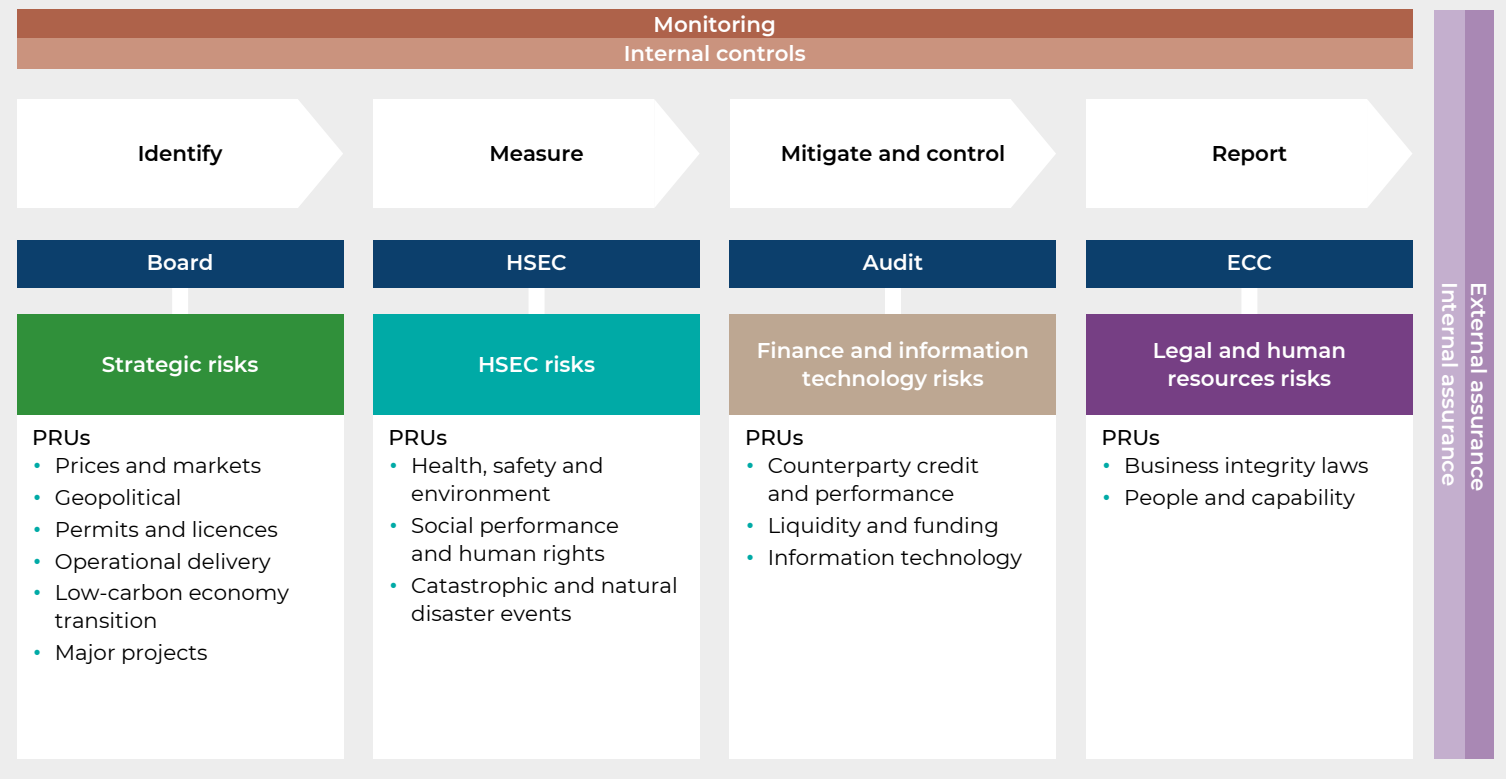 Monitoring
Internal controls
Identify
Measure
Mitigate and control
Report
Board
HSEC
Audit
ECC
Strategic risks
HSEC risks
Finance and information
technology risks
Legal and human
resources risks
PRUs
• Prices and markets
• Geopolitical
• Permits and licences
• Operational delivery
• Low-carbon economy
transition
• Major projects
PRUs
• Health, safety and
environment
• Social performance
and human rights
• Catastrophic and natural
disaster events
PRUs
• Counterparty credit
and performance
• Liquidity and funding
• Information technology
PRUs
• Business integrity laws
• People and capability
Internal assurance
External assurance